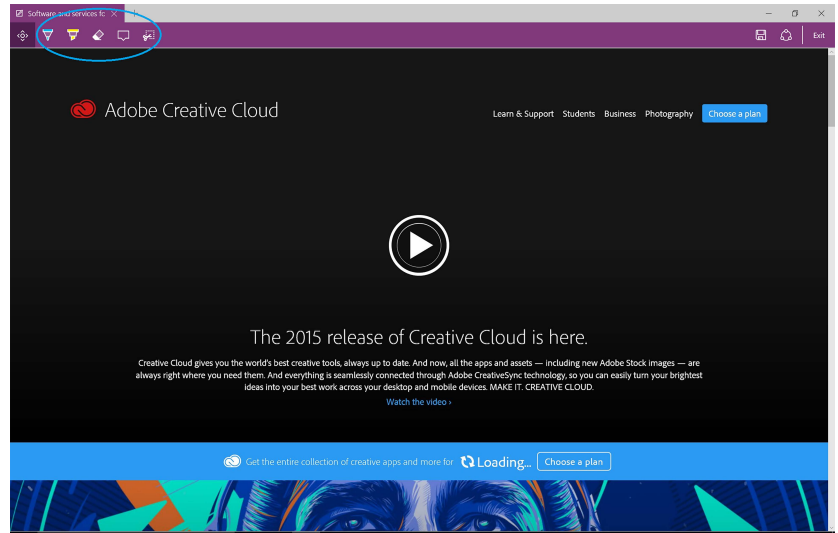 Software and services fo
Exit
Adobe Creative Cloud
Learn & Support Students Business Photography Choose a plan
The 2015 release of Creative Cloud is here.
Creative Cloud gives you the world's best creative tools, always up to date. And now, all the apps and assets — including new Adobe Stock images — are
always right where you need them. And everything is seamlessly connected through Adobe CreativeSync technology, so you can easily turn your brightest
ideas into your best work across your desktop and mobile devices. MAKE IT. CREATIVE CLOUD.
Watch the video ›
Get the entire collection of creative apps and more for Loading... Choose a plan